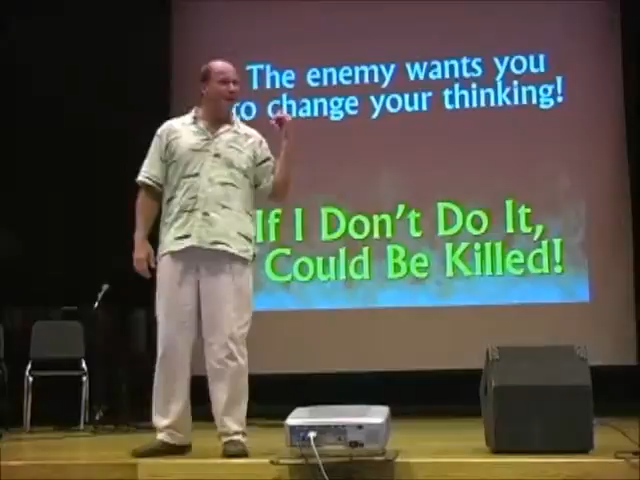 The enemy wants you
to change your thinking!
If I Don't Do It,
Could Be Killed!